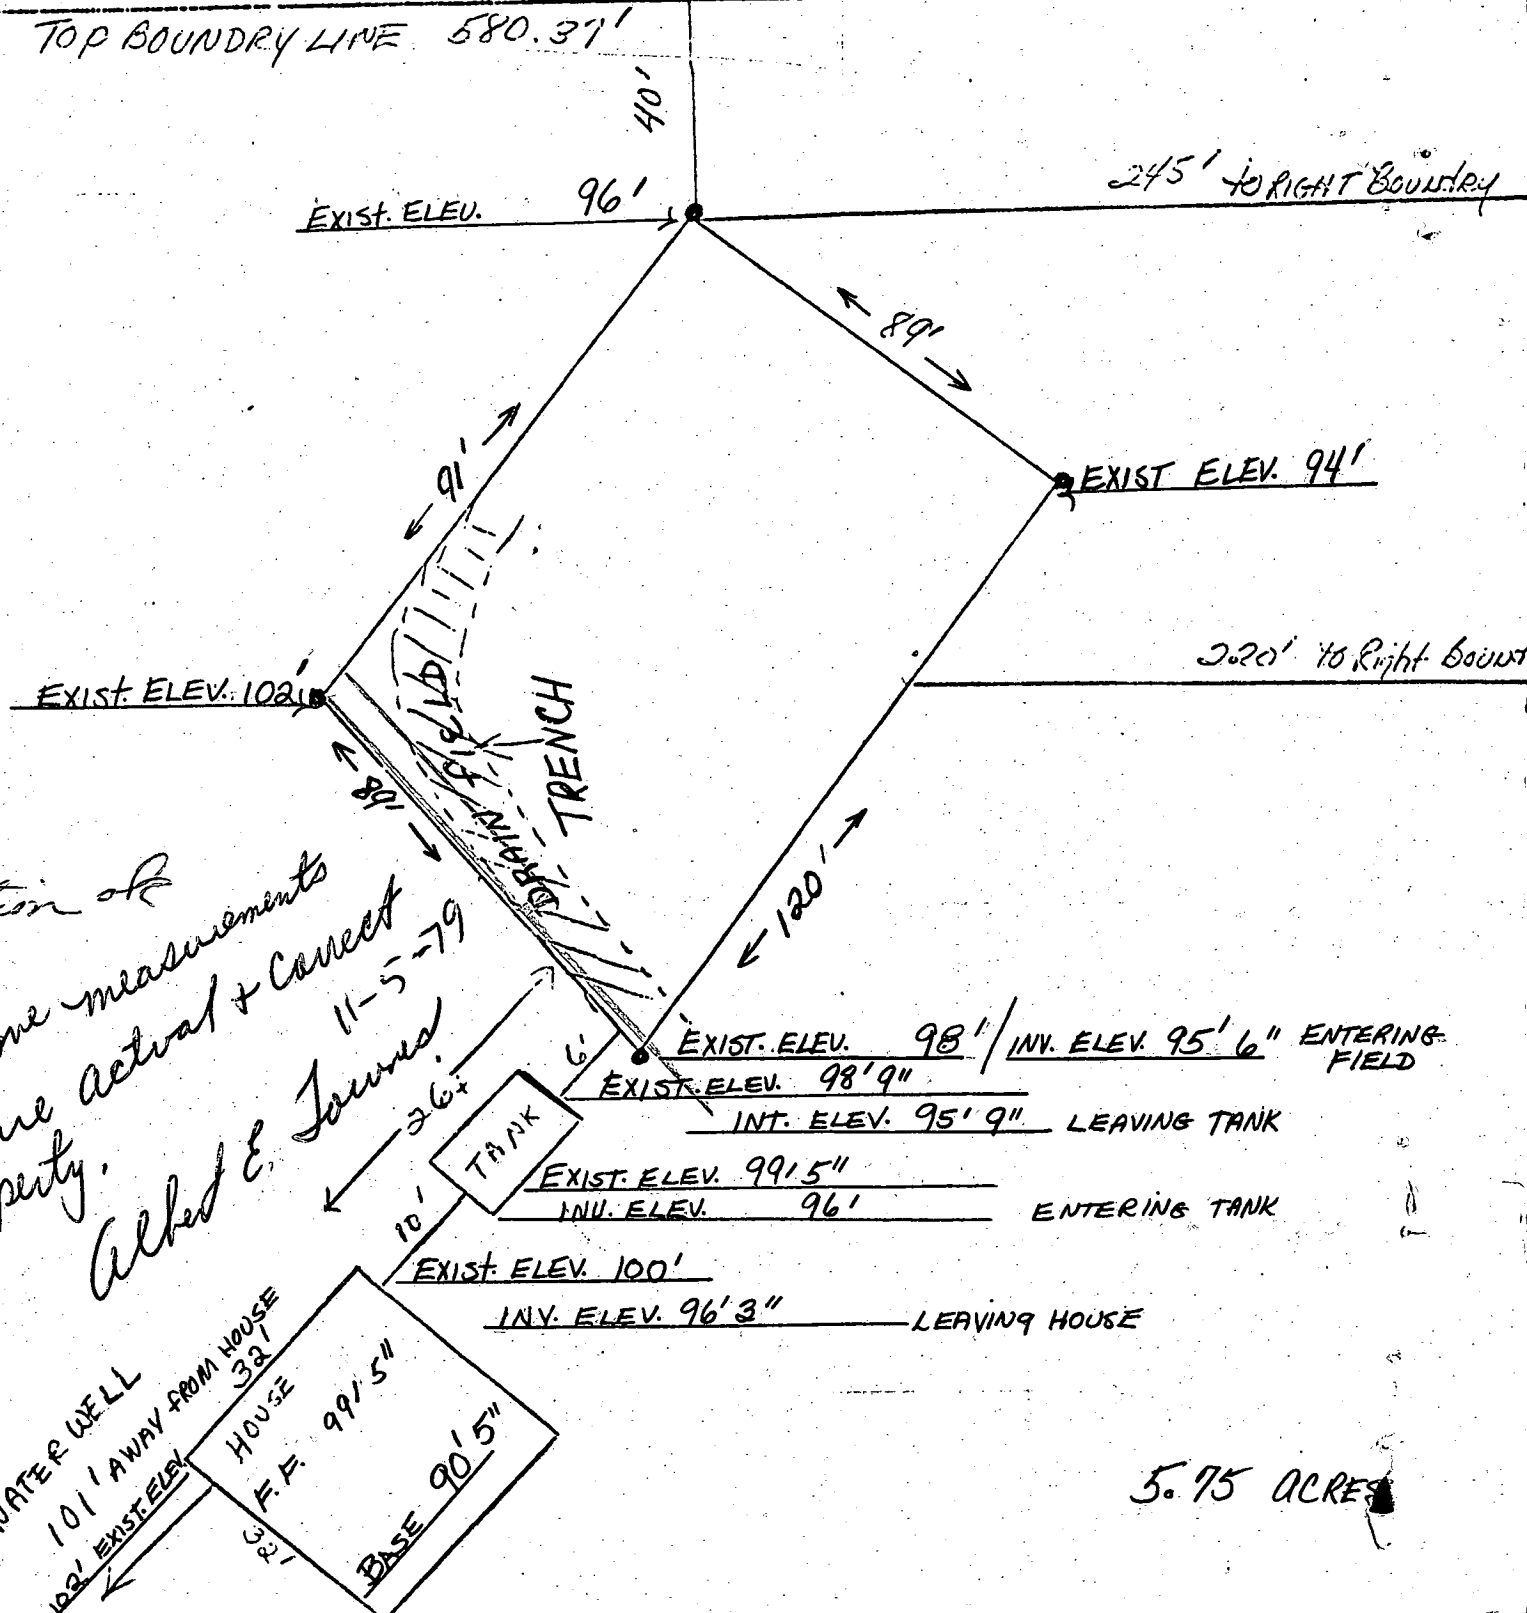 TOP BOUNDRY LINE 580.37'
40'
EXIST. ELEV. 96'
245' to RIGHT BOUNDRY
89'
91'
EXIST ELEV. 94'
EXIST. ELEV. 102'
220' to Right Bount
DRAIN FIELD
TRENCH
120'
ok
measurements
actual + Correct
11-5-79
Albert E. Townes
6'
26'
EXIST. ELEV. 98' / INV. ELEV. 95' 6" ENTERING
FIELD
EXIST. ELEV. 98' 9"
INT. ELEV. 95' 9" LEAVING TANK
TANK
EXIST. ELEV. 99' 5"
INV. ELEV. 96' ENTERING TANK
10'
EXIST. ELEV. 100'
INV. ELEV. 96' 3" LEAVING HOUSE
WATER WELL
101' AWAY FROM HOUSE
102' EXIST. ELEV.
32'
HOUSE
F.F. 99' 5"
BASE 90' 5"
32'
5.75 ACRES